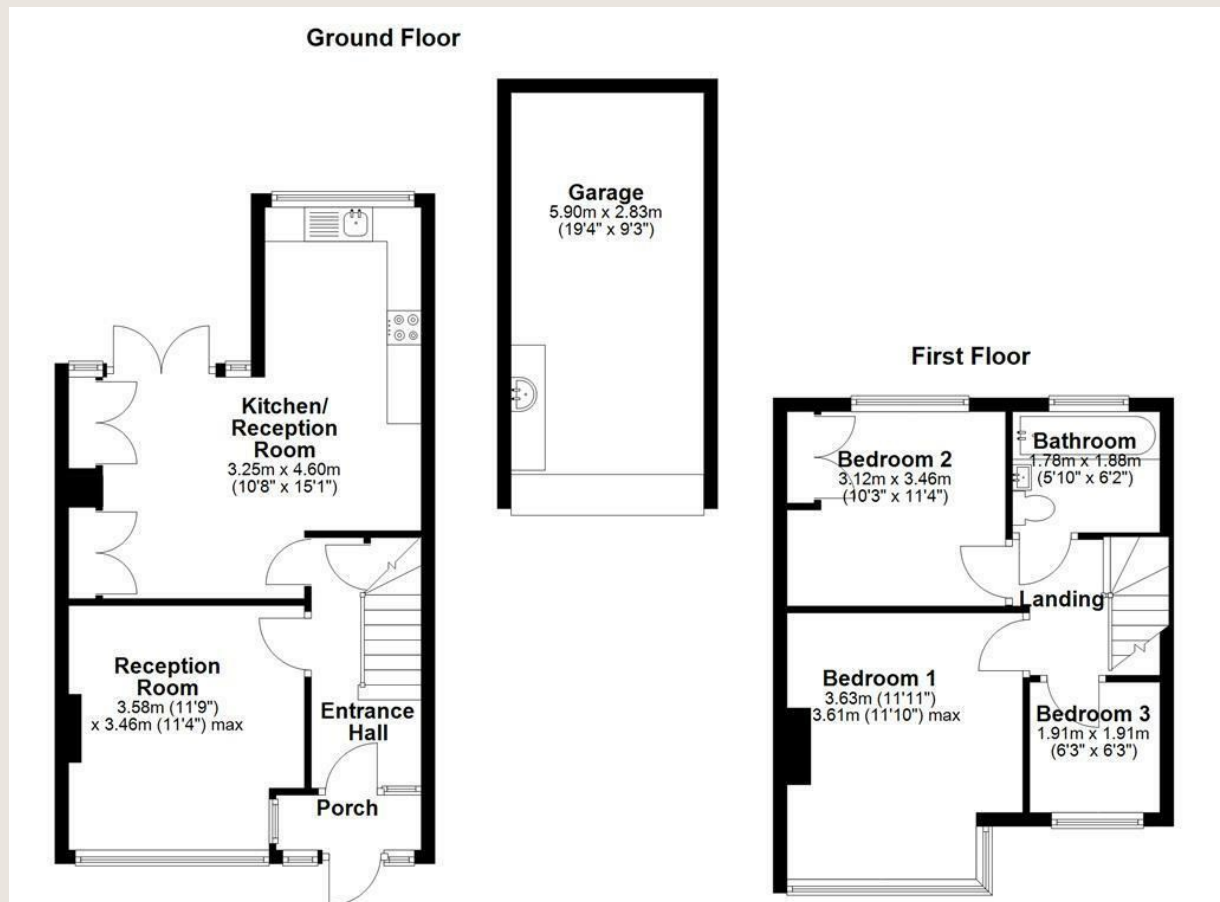 Ground Floor
Garage
5.90m x 2.83m
(19'4" x 9'3")
Kitchen/
Reception
Room
3.25m x 4.60m
(10'8" x 15'1")
Reception
Room
3.58m (11'9")
x 3.46m (11'4") max
Entrance
Hall
Porch
First Floor
Bedroom 2
3.12m x 3.46m
(10'3" x 11'4")
Bathroom
1.78m x 1.88m
(5'10" x 6'2")
Landing
Bedroom 1
3.63m (11'11")
3.61m (11'10") max
Bedroom 3
1.91m x 1.91m
(6'3" x 6'3")